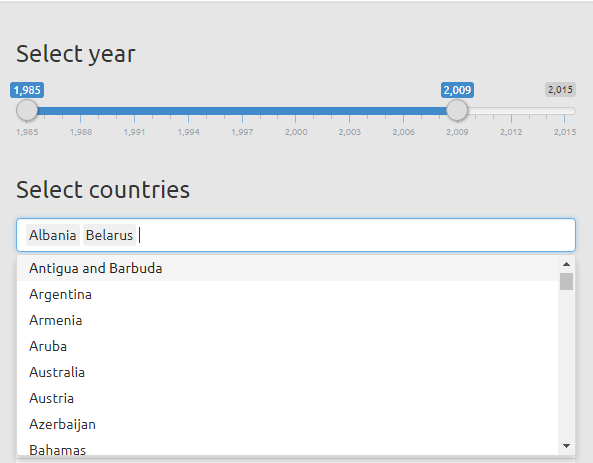 Select year
1,985 2,009 2,015
1,985 1,988 1,991 1,994 1,997 2,000 2,003 2,006 2,009 2,012 2,015
Select countries
Albania Belarus
Antigua and Barbuda
Argentina
Armenia
Aruba
Australia
Austria
Azerbaijan
Bahamas